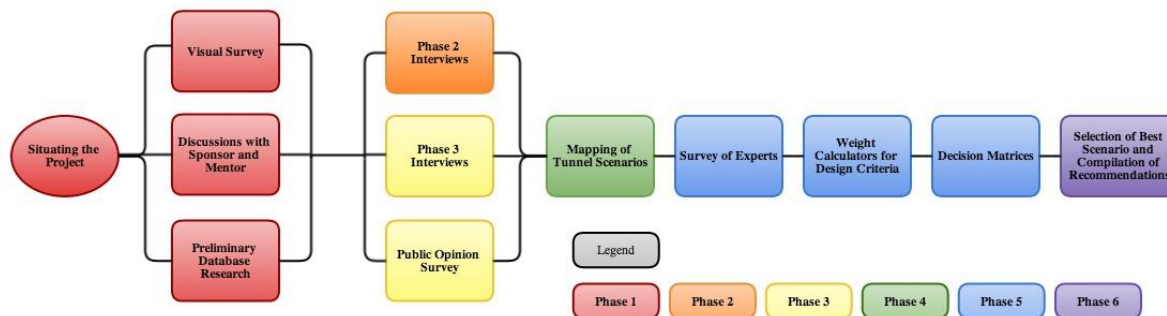 Situating the
Project
Visual Survey
Discussions with
Sponsor and
Mentor
Preliminary
Database
Research
Phase 2
Interviews
Phase 3
Interviews
Public Opinion
Survey
Mapping of
Tunnel Scenarios
Survey of Experts
Weight
Calculators for
Design Criteria
Decision Matrices
Selection of Best
Scenario and
Compilation of
Recommendations
Legend
Phase 1
Phase 2
Phase 3
Phase 4
Phase 5
Phase 6